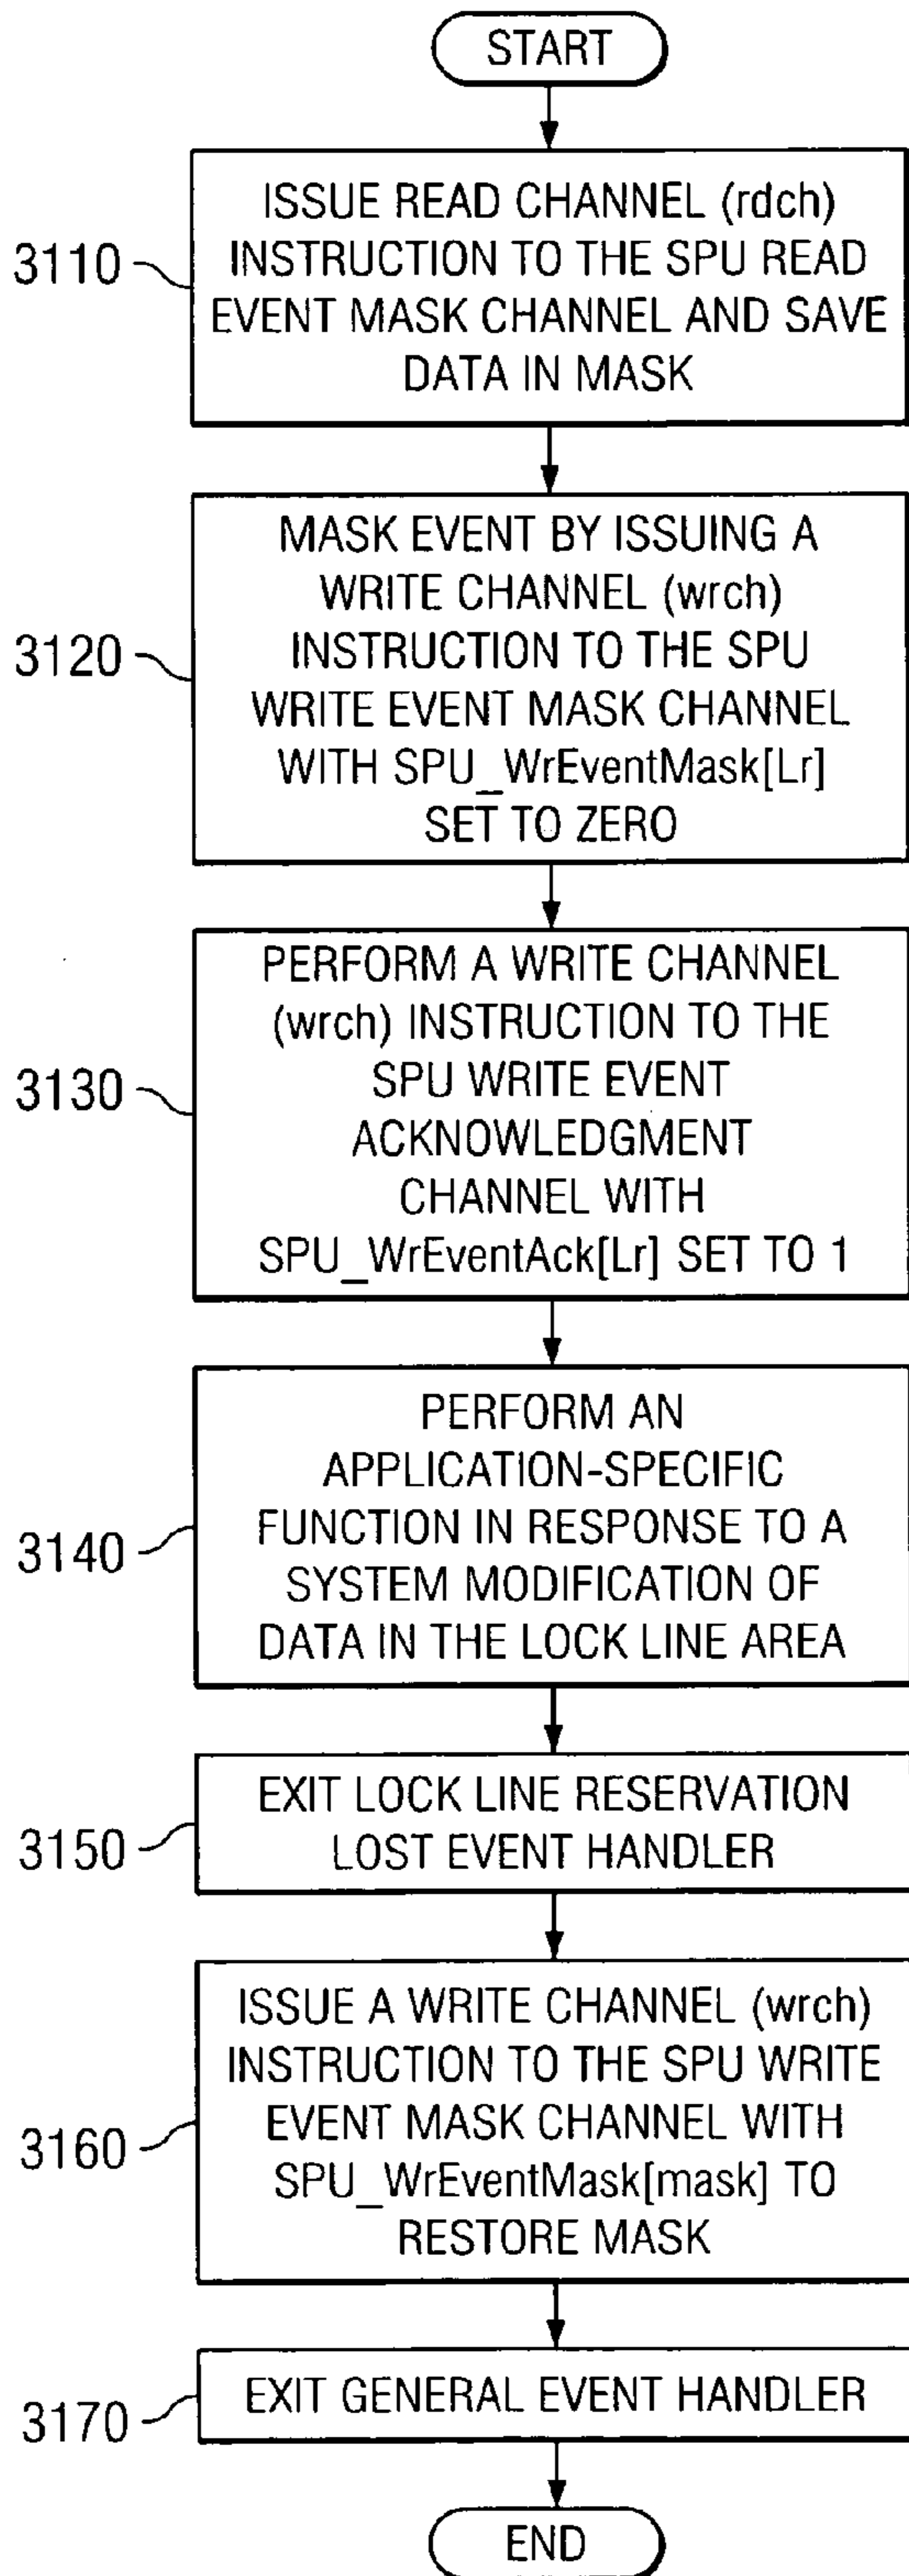 START
3110
ISSUE READ CHANNEL (rdch)
INSTRUCTION TO THE SPU READ
EVENT MASK CHANNEL AND SAVE
DATA IN MASK
3120
MASK EVENT BY ISSUING A
WRITE CHANNEL (wrch)
INSTRUCTION TO THE SPU
WRITE EVENT MASK CHANNEL
WITH SPU_WrEventMask[Lr]
SET TO ZERO
3130
PERFORM A WRITE CHANNEL
(wrch) INSTRUCTION TO THE
SPU WRITE EVENT
ACKNOWLEDGMENT
CHANNEL WITH
SPU_WrEventAck[Lr] SET TO 1
3140
PERFORM AN
APPLICATION-SPECIFIC
FUNCTION IN RESPONSE TO A
SYSTEM MODIFICATION OF
DATA IN THE LOCK LINE AREA
3150
EXIT LOCK LINE RESERVATION
LOST EVENT HANDLER
3160
ISSUE A WRITE CHANNEL (wrch)
INSTRUCTION TO THE SPU WRITE
EVENT MASK CHANNEL WITH
SPU_WrEventMask[mask] TO
RESTORE MASK
3170
EXIT GENERAL EVENT HANDLER
END